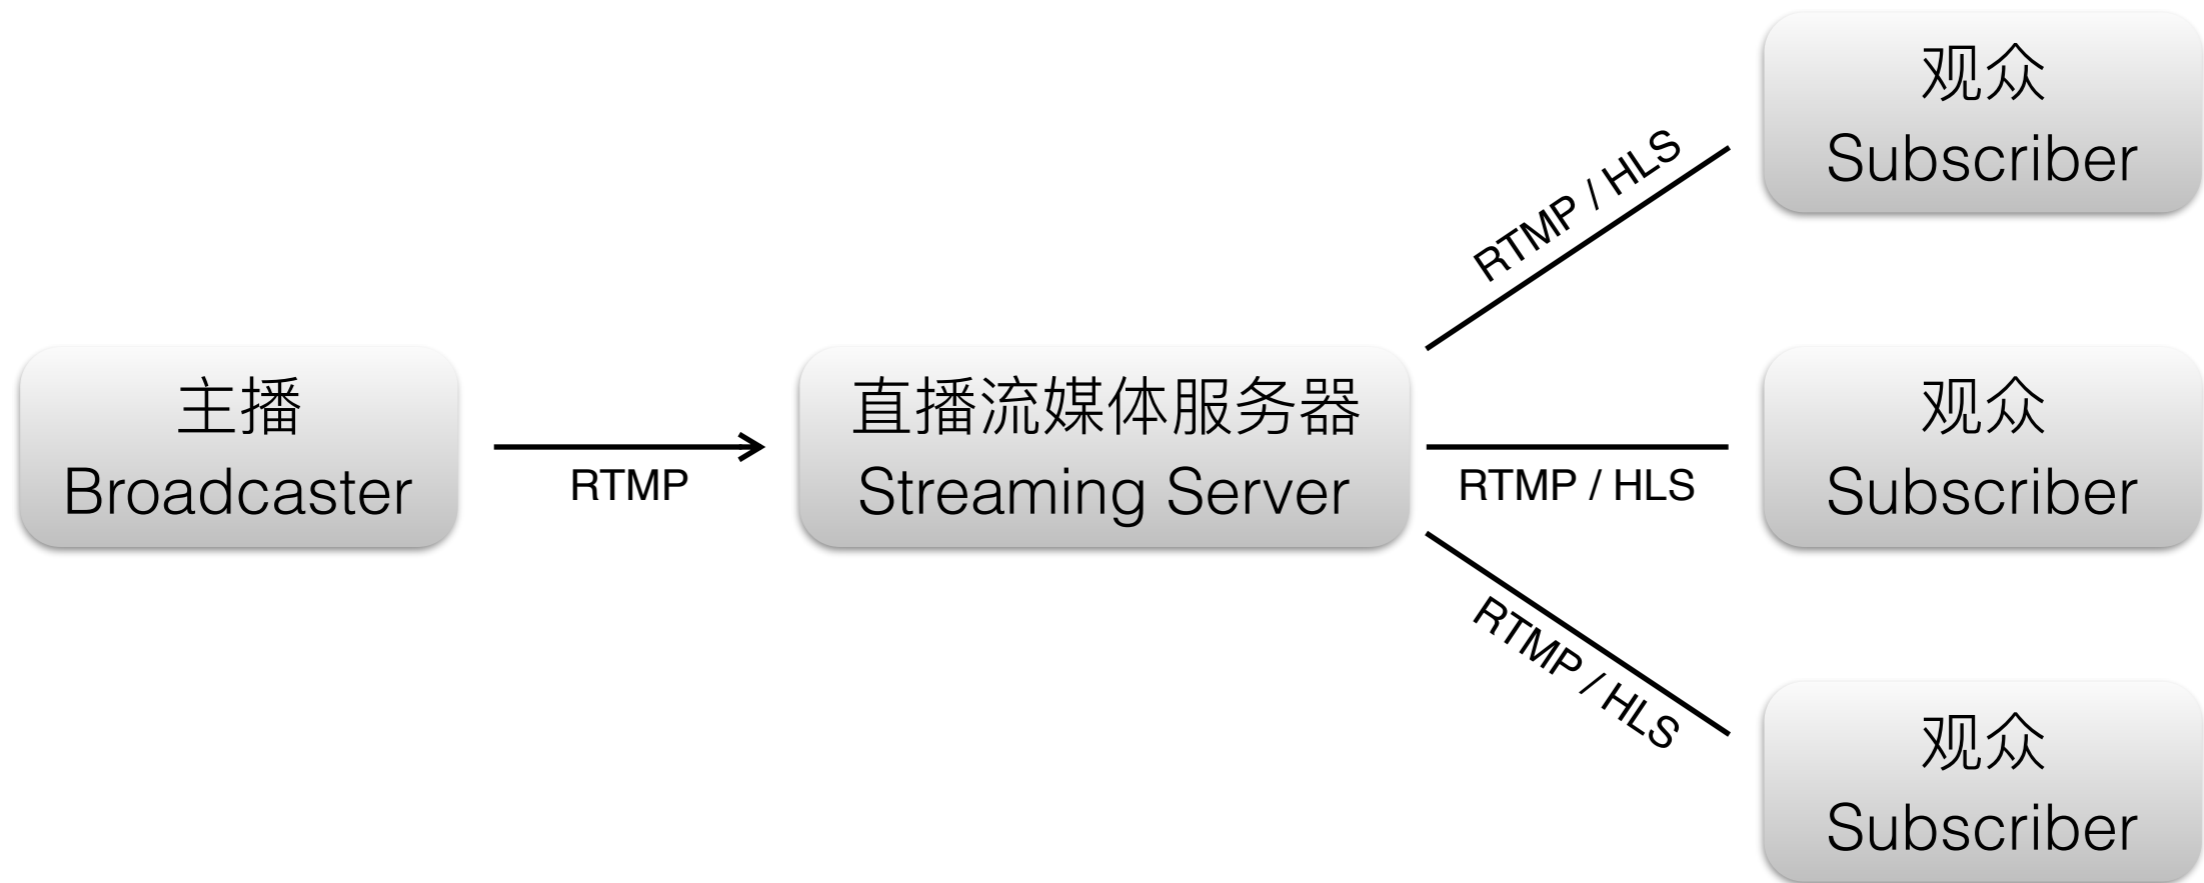 主播
Broadcaster
RTMP
直播流媒体服务器
Streaming Server
RTMP / HLS
观众
Subscriber
RTMP / HLS
观众
Subscriber
RTMP / HLS
观众
Subscriber